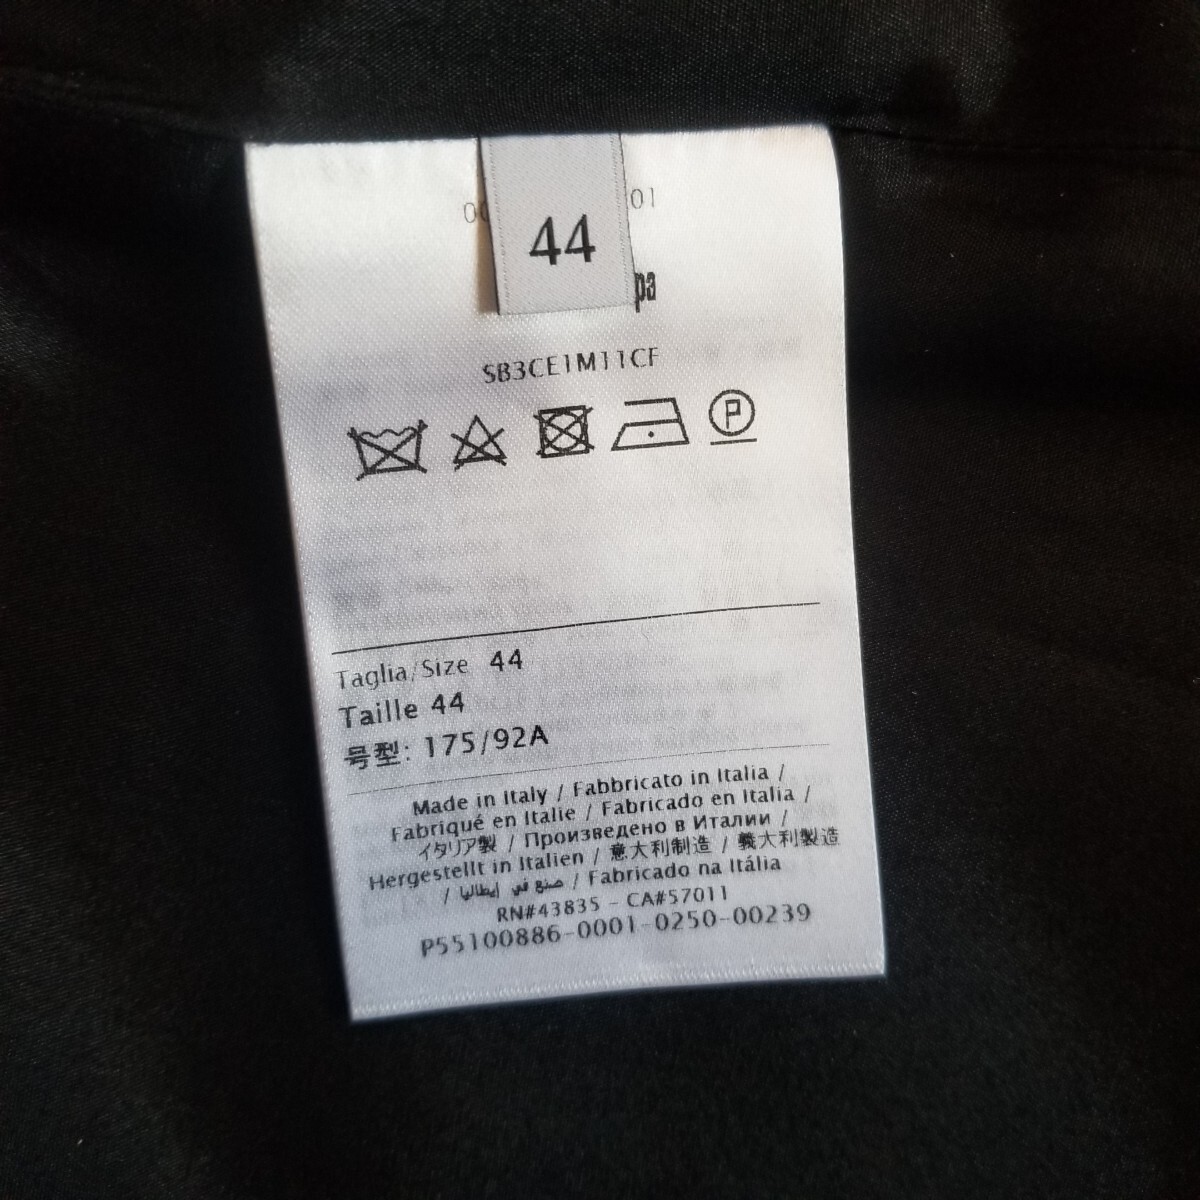 44
01
SB3CE1M11CF
P
Taglia/Size 44
Taille 44
号型: 175/92A
Made in Italy / Fabbricato in Italia /
Fabriqué en Italie / Fabricado en Italia /
イタリア製 / Произведено в Италии /
Hergestellt in Italien / 意大利制造 / 義大利製造
/ صنع في إيطاليا / Fabricado na Itália
RN#43835 - CA#57011
P55100886-0001-0250-00239